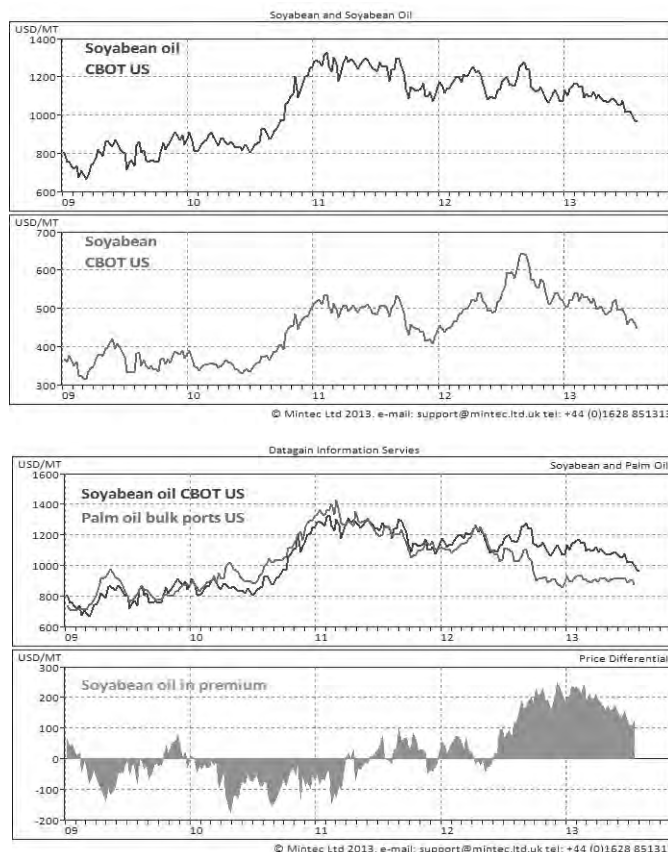 Soyabean and Soyabean Oil
USD/MT
Soyabean oil
CBOT US
1400
1200
1000
800
600
09 10 11 12 13
USD/MT
Soyabean
CBOT US
700
600
500
400
300
09 10 11 12 13
© Mintec Ltd 2013. e-mail: support@mintec.ltd.uk tel: +44 (0)1628 851313
Datagain Information Servies
USD/MT Soyabean and Palm Oil
Soyabean oil CBOT US
Palm oil bulk ports US
1600
1400
1200
1000
800
600
09 10 11 12 13
USD/MT Price Differential
Soyabean oil in premium
300
200
100
0
-100
-200
09 10 11 12 13
© Mintec Ltd 2013. e-mail: support@mintec.ltd.uk tel: +44 (0)1628 851313